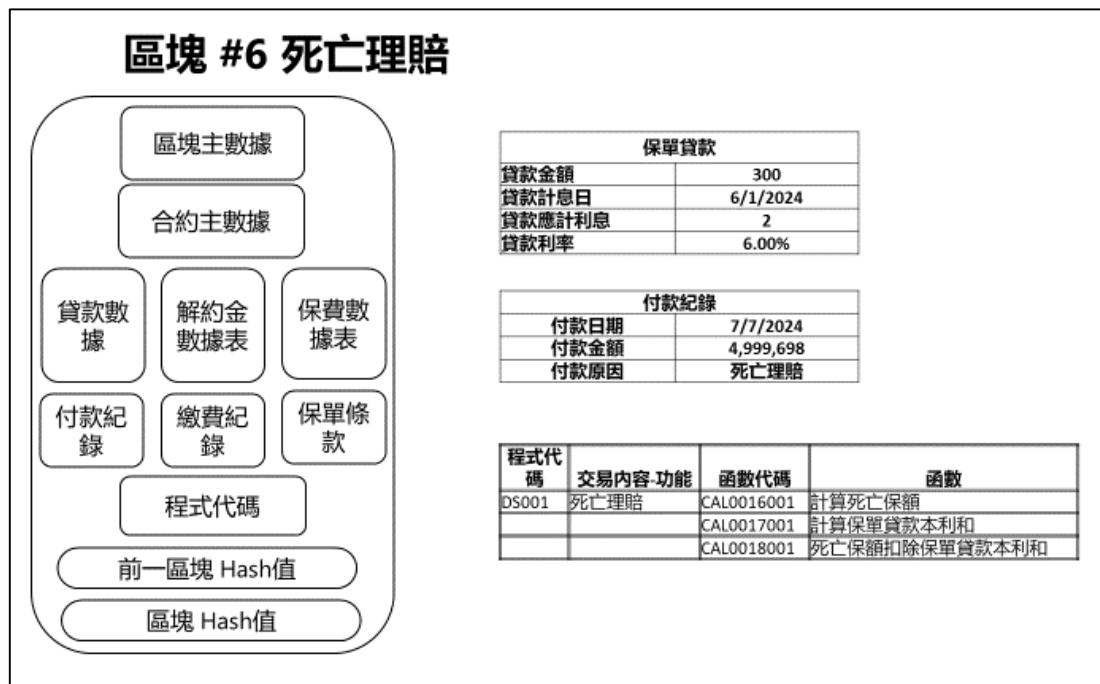 區塊 #6 死亡理賠
區塊主數據
合約主數據
貸款數
據
解約金
數據表
保費數
據表
付款紀
錄
繳費紀
錄
保單條
款
程式代碼
前一區塊 Hash值
區塊 Hash值
保單貸款
貸款金額 300
貸款計息日 6/1/2024
貸款應計利息 2
貸款利率 6.00%
付款紀錄
付款日期 7/7/2024
付款金額 4,999,698
付款原因 死亡理賠
程式代
碼 交易內容-功能 函數代碼 函數
DS001 死亡理賠 CAL0016001 計算死亡保額
CAL0017001 計算保單貸款本利和
CAL0018001 死亡保額扣除保單貸款本利和